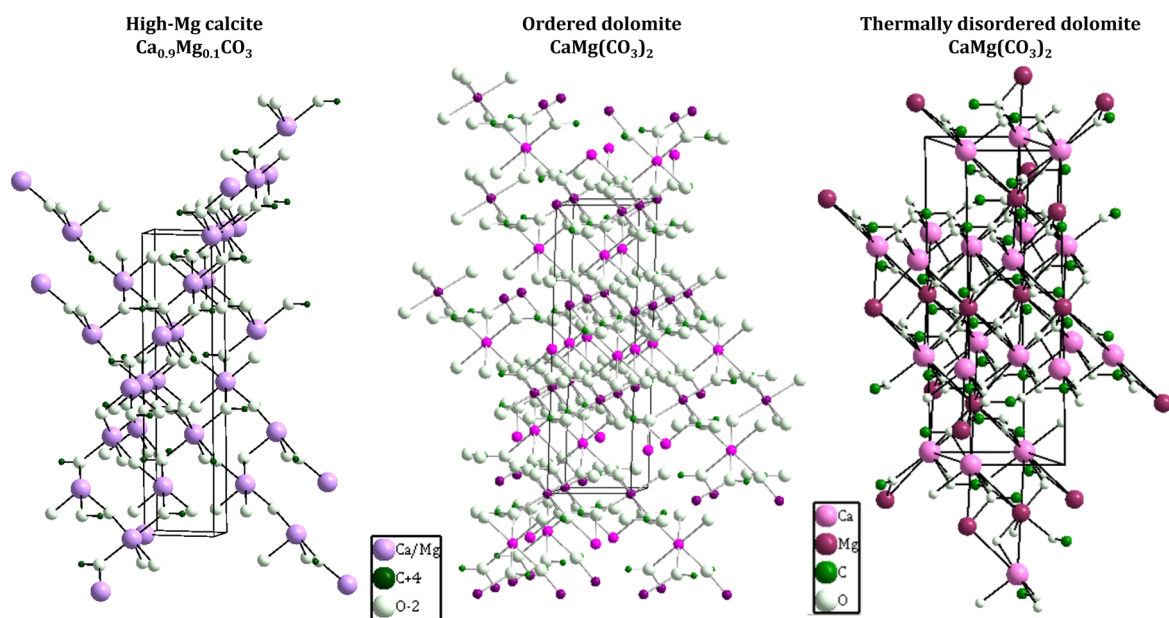 High-Mg calcite
Ca₀.₉Mg₀.₁CO₃
Ordered dolomite
CaMg(CO₃)₂
Thermally disordered dolomite
CaMg(CO₃)₂
Ca/Mg
C+4
O-2
Ca
Mg
C
O